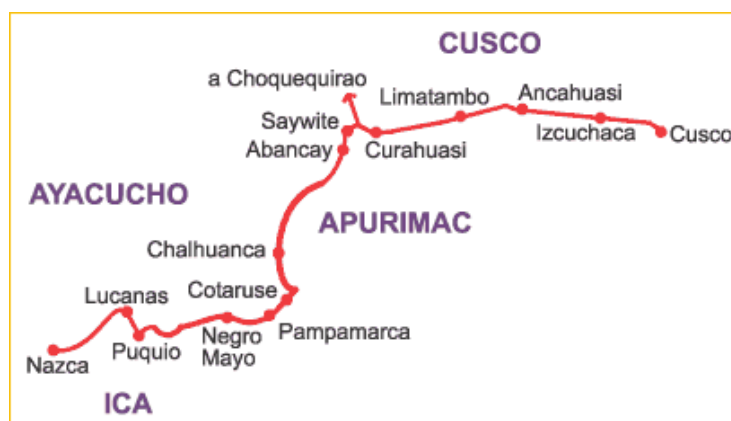 CUSCO
a Choquequirao
Limatambo
Ancahuasi
Saywite
Abancay
Curahuasi
Izcuchaca
Cusco
AYACUCHO
APURIMAC
Chalhuanca
Lucanas
Cotaruse
Nazca
Puquio
Negro
Mayo
Pampamarca
ICA